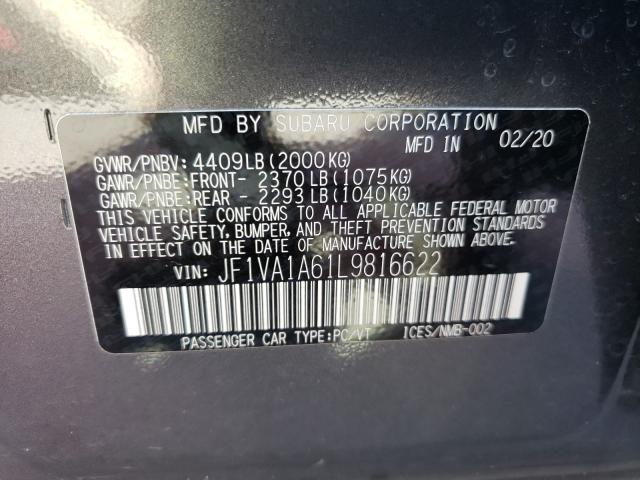 MFD BY SUBARU CORPORATION
MFD IN 02/20
GVWR/PNBV: 4409LB(2000KG)
GAWR/PNBE:FRONT- 2370LB(1075KG)
GAWR/PNBE:REAR - 2293LB(1040KG)
THIS VEHICLE CONFORMS TO ALL APPLICABLE FEDERAL MOTOR
VEHICLE SAFETY, BUMPER, AND THEFT PREVENTION STANDARDS
IN EFFECT ON THE DATE OF MANUFACTURE SHOWN ABOVE.
VIN: JF1VA1A61L9816622
PASSENGER CAR TYPE:PC/VT ICES/NMB-002